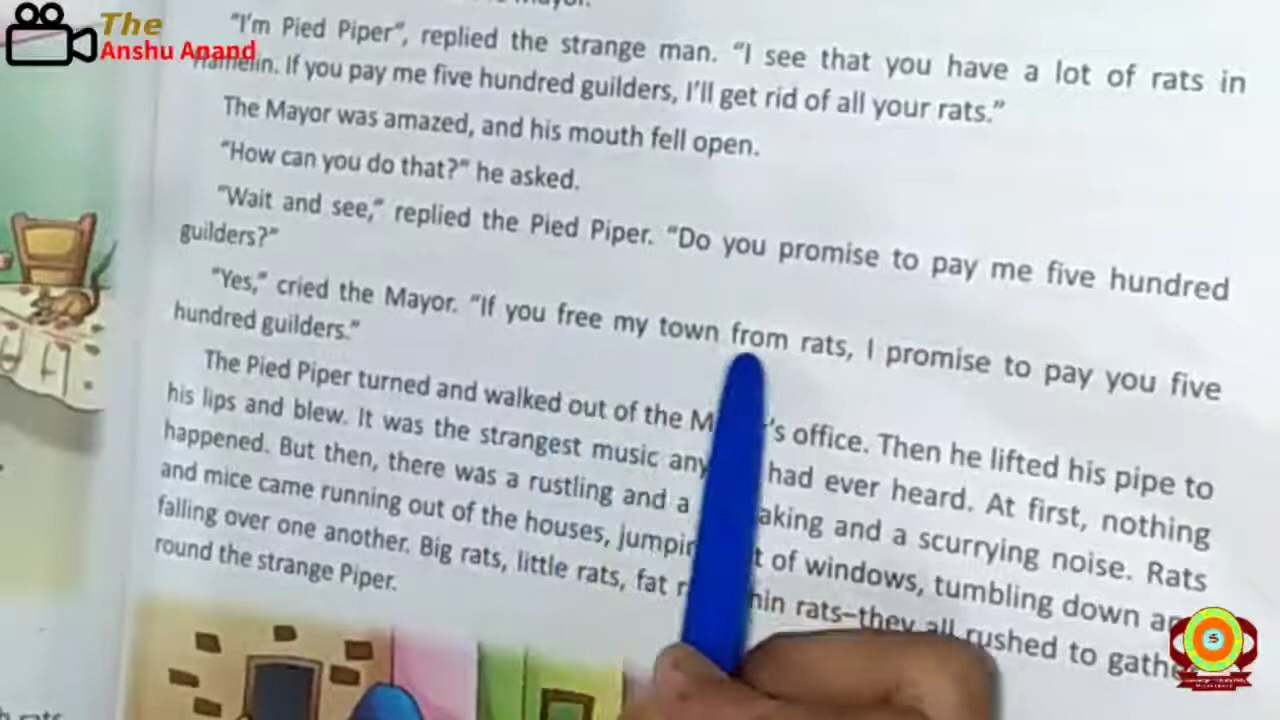 The
Anshu Anand
"I'm Pied Piper", replied the strange man. "I see that you have a lot of rats in
Hamelin. If you pay me five hundred guilders, I'll get rid of all your rats."
The Mayor was amazed, and his mouth fell open.
"How can you do that?" he asked.
"Wait and see," replied the Pied Piper. "Do you promise to pay me five hundred
guilders?"
"Yes," cried the Mayor. "If you free my town from rats, I promise to pay you five
hundred guilders."
The Pied Piper turned and walked out of the M 's office. Then he lifted his pipe to
his lips and blew. It was the strangest music any had ever heard. At first, nothing
happened. But then, there was a rustling and a aking and a scurrying noise. Rats
and mice came running out of the houses, jumpin t of windows, tumbling down an
falling over one another. Big rats, little rats, fat r hin rats–they all rushed to gathe
round the strange Piper.
rats
S